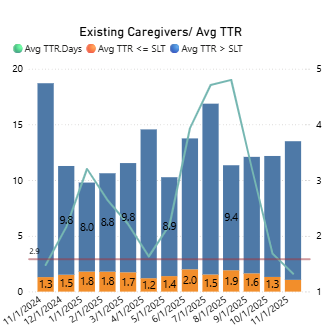 Existing Caregivers/ Avg TTR
Avg TTR.Days Avg TTR <= SLT Avg TTR > SLT
20 5
15 4
10 3
5 2
0 1
2.9
9.8 8.0 8.8 9.8 8.9 9.4
1.3 1.5 1.8 1.8 1.7 1.2 1.4 2.0 1.5 1.9 1.6 1.3
11/1/2024 12/1/2024 1/1/2025 2/1/2025 3/1/2025 4/1/2025 5/1/2025 6/1/2025 7/1/2025 8/1/2025 9/1/2025 10/1/2025 11/1/2025